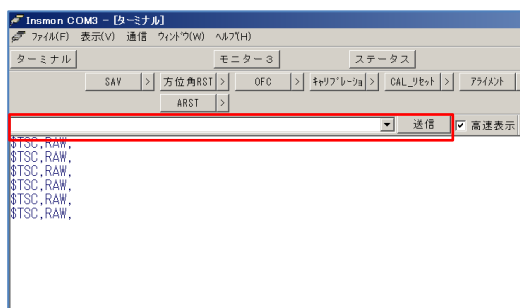 Insmon COM3 - [ターミナル]
ファイル(F) 表示(V) 通信 ウィンドウ(W) ヘルプ(H)
ターミナル モニター3 ステータス
SAV > 方位角RST > OFC > キャリブレーショ > CAL_リセット > アライメント
ARST >
送信 高速表示
$TSC,RAW,
$TSC,RAW,
$TSC,RAW,
$TSC,RAW,
$TSC,RAW,
$TSC,RAW,